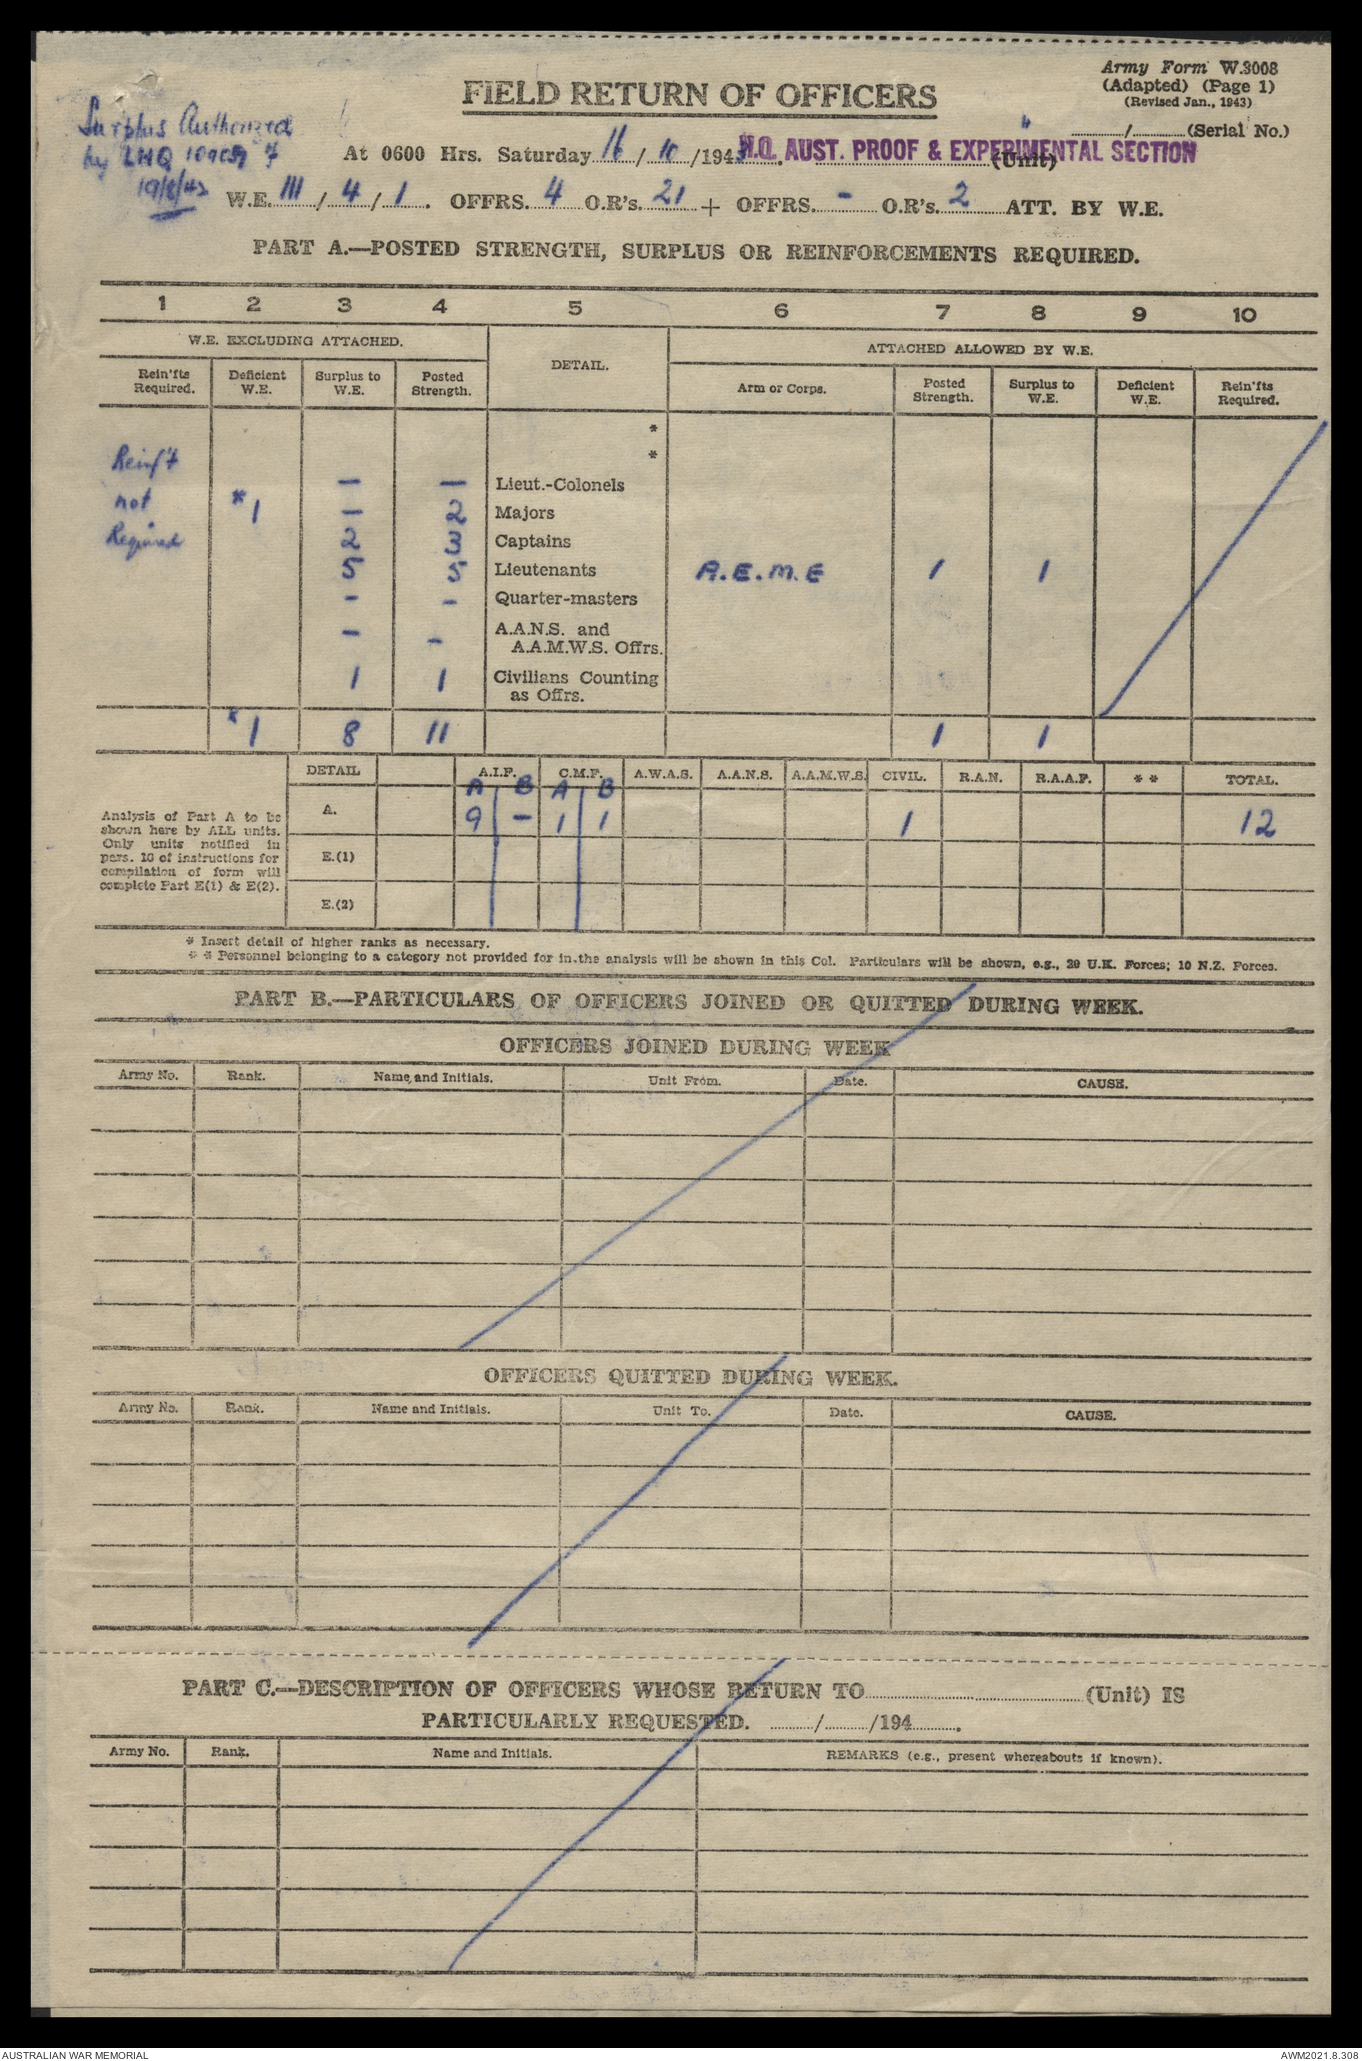 Army Form W.3008
(Adapted) (Page 1)
(Revised Jan., 1943)
FIELD RETURN OF OFFICERS
........./.........(Serial No.)
Surplus Authorized
by LHQ 109059 of
19/8/43
At 0600 Hrs. Saturday 16 / 10 /1943. H.Q. AUST. PROOF & EXPERIMENTAL SECTION (Unit)
W.E. III / 4 / 1 . OFFRS. 4 O.R's. 21 + OFFRS. - O.R's. 2 ATT. BY W.E.
PART A.—POSTED STRENGTH, SURPLUS OR REINFORCEMENTS REQUIRED.
1 2 3 4 5 6 7 8 9 10
W.E. EXCLUDING ATTACHED. DETAIL. ATTACHED ALLOWED BY W.E.
Rein'fts Required. Deficient W.E. Surplus to W.E. Posted Strength. Arm or Corps. Posted Strength. Surplus to W.E. Deficient W.E. Rein'fts Required.
*
*
Reinf't
not
Required
— — Lieut.-Colonels
*1 — 2 Majors
2 3 Captains
5 5 Lieutenants A.E.M.E 1 1
- - Quarter-masters
- - A.A.N.S. and
A.A.M.W.S. Offrs.
1 1 Civilians Counting
as Offrs.
*1 8 11 1 1
DETAIL A.I.F. C.M.F. A.W.A.S. A.A.N.S. A.A.M.W.S. CIVIL. R.A.N. R.A.A.F. * * TOTAL.
A B A B
A. 9 - 1 1 1 12
Analysis of Part A to be
shown here by ALL units.
Only units notified in
para. 10 of instructions for
compilation of form will
complete Part E(1) & E(2).
E.(1)
E.(2)
* Insert detail of higher ranks as necessary.
* * Personnel belonging to a category not provided for in the analysis will be shown in this Col. Particulars will be shown, e.g., 20 U.K. Forces; 10 N.Z. Forces.
PART B.—PARTICULARS OF OFFICERS JOINED OR QUITTED DURING WEEK.
OFFICERS JOINED DURING WEEK
Army No. Rank. Name and Initials. Unit From. Date. CAUSE.
OFFICERS QUITTED DURING WEEK.
Army No. Rank. Name and Initials. Unit To. Date. CAUSE.
PART C.—DESCRIPTION OF OFFICERS WHOSE RETURN TO..............................(Unit) IS
PARTICULARLY REQUESTED. ........./........./194.........
Army No. Rank. Name and Initials. REMARKS (e.g., present whereabouts if known).
AUSTRALIAN WAR MEMORIAL
AWM2021.8.308